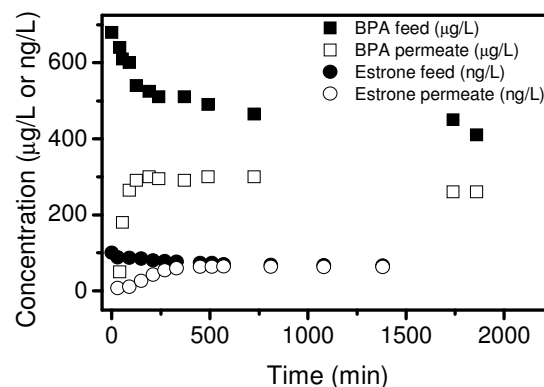 BPA feed (µg/L)
BPA permeate (µg/L)
Estrone feed (ng/L)
Estrone permeate (ng/L)
Concentration (µg/L or ng/L)
600
400
200
0
0
500
1000
1500
2000
Time (min)